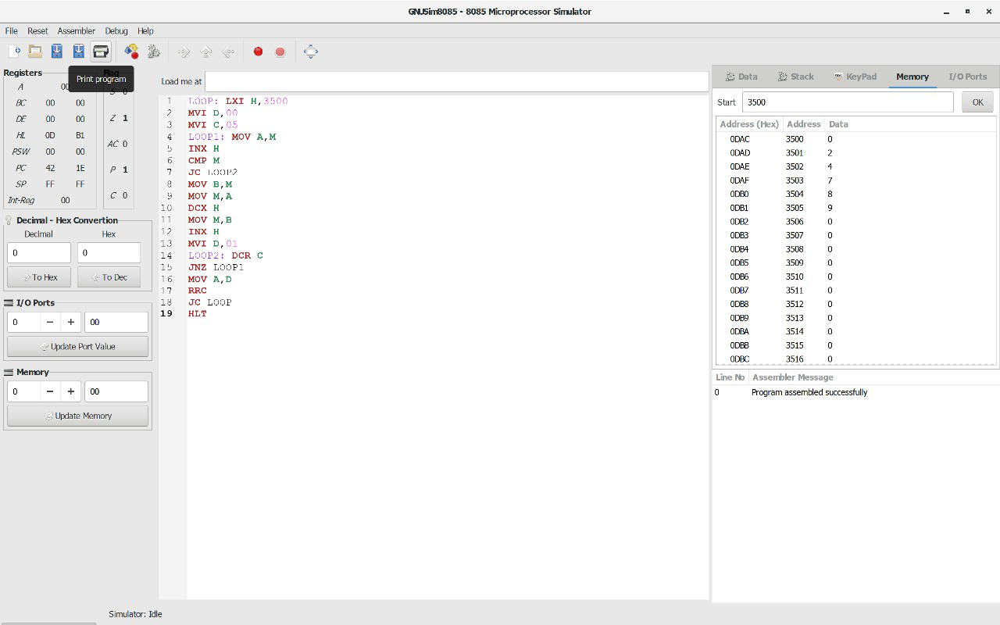 GNUSim8085 - 8085 Microprocessor Simulator
File Reset Assembler Debug Help
Print program
Registers
A 00
BC 00 00
DE 00 00
HL 0D B1
PSW 00 00
PC 42 1E
SP FF FF
Int-Reg 00
Flag
S 0
Z 1
AC 0
P 1
C 0
Decimal - Hex Convertion
Decimal Hex
0 0
To Hex To Dec
I/O Ports
0 − + 00
Update Port Value
Memory
0 − + 00
Update Memory
Load me at
1 LOOP: LXI H,3500
2 MVI D,00
3 MVI C,05
4 LOOP1: MOV A,M
5 INX H
6 CMP M
7 JC LOOP2
8 MOV B,M
9 MOV M,A
10 DCX H
11 MOV M,B
12 INX H
13 MVI D,01
14 LOOP2: DCR C
15 JNZ LOOP1
16 MOV A,D
17 RRC
18 JC LOOP
19 HLT
Data Stack KeyPad Memory I/O Ports
Start 3500 OK
Address (Hex) Address Data
0DAC 3500 0
0DAD 3501 2
0DAE 3502 4
0DAF 3503 7
0DB0 3504 8
0DB1 3505 9
0DB2 3506 0
0DB3 3507 0
0DB4 3508 0
0DB5 3509 0
0DB6 3510 0
0DB7 3511 0
0DB8 3512 0
0DB9 3513 0
0DBA 3514 0
0DBB 3515 0
0DBC 3516 0
Line No Assembler Message
0 Program assembled successfully
Simulator: Idle